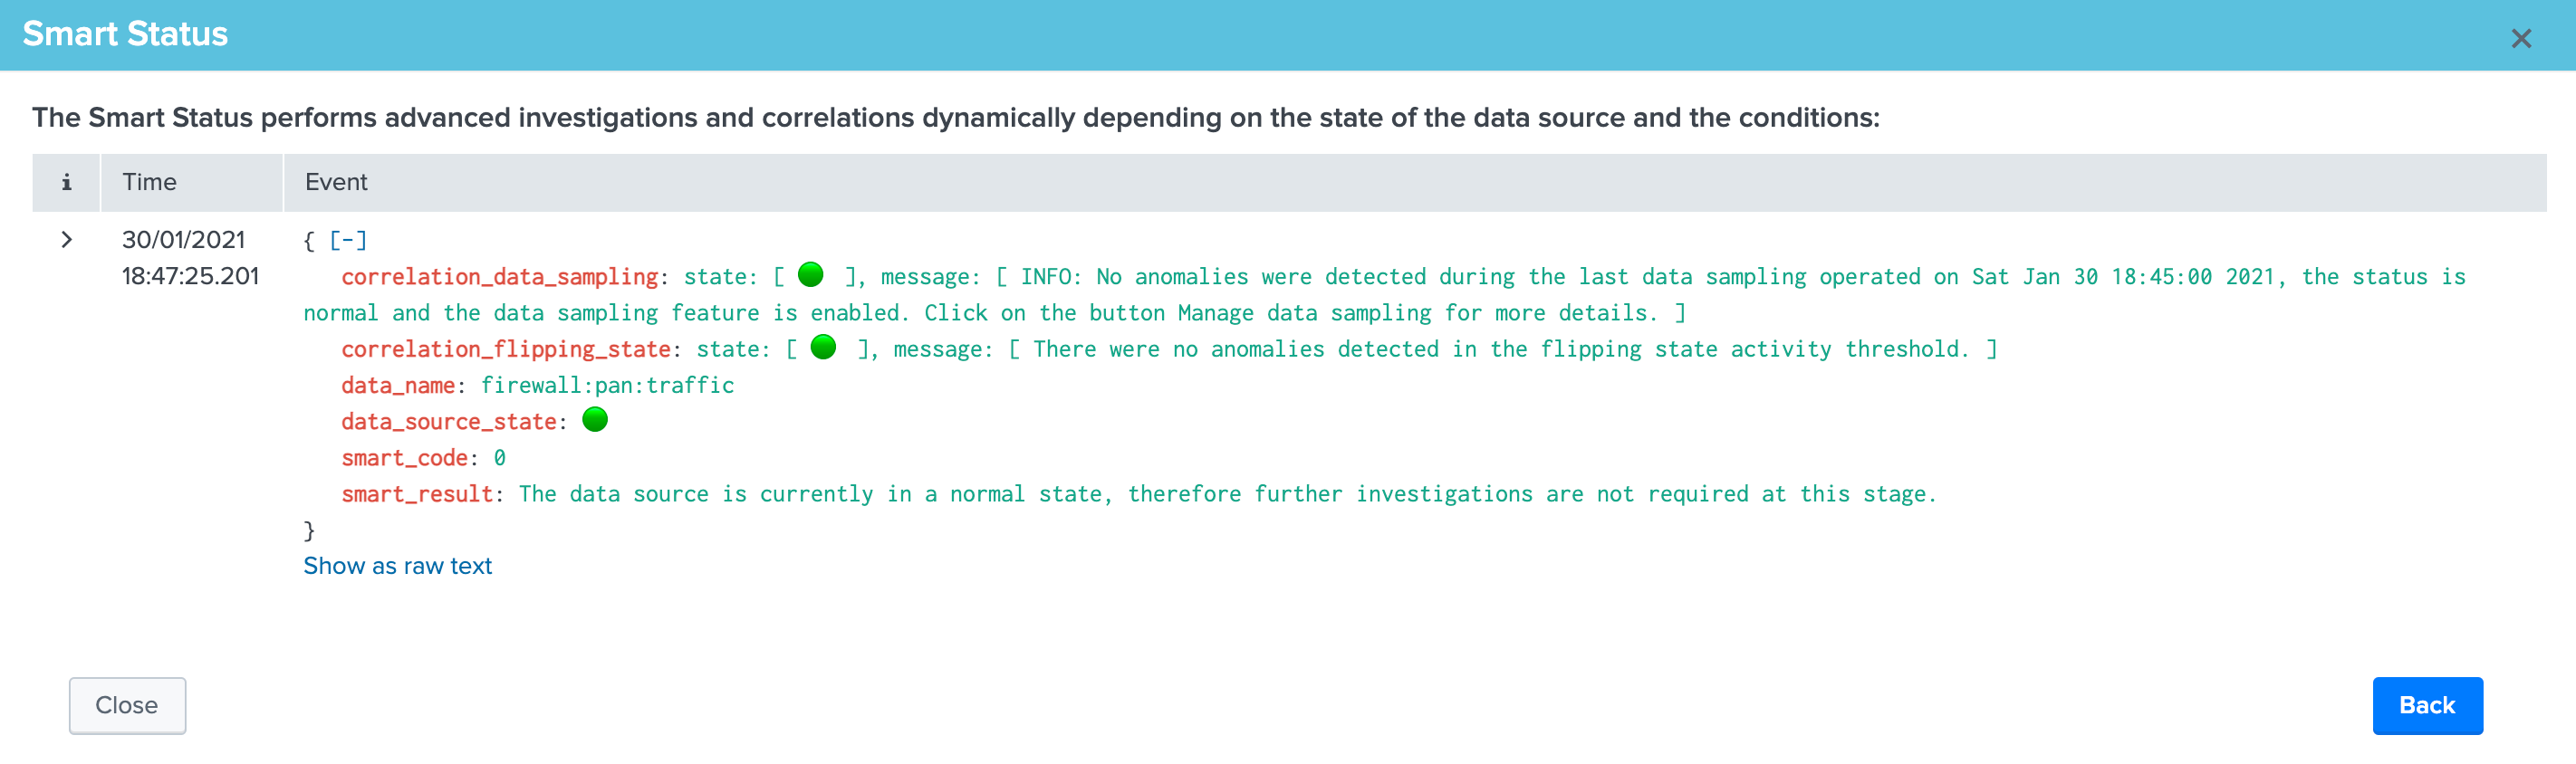 Smart Status
The Smart Status performs advanced investigations and correlations dynamically depending on the state of the data source and the conditions:
i Time Event
30/01/2021 { [-]
18:47:25.201 correlation_data_sampling: state: [ 🟢 ], message: [ INFO: No anomalies were detected during the last data sampling operated on Sat Jan 30 18:45:00 2021, the status is
normal and the data sampling feature is enabled. Click on the button Manage data sampling for more details. ]
correlation_flipping_state: state: [ 🟢 ], message: [ There were no anomalies detected in the flipping state activity threshold. ]
data_name: firewall:pan:traffic
data_source_state: 🟢
smart_code: 0
smart_result: The data source is currently in a normal state, therefore further investigations are not required at this stage.
}
Show as raw text
Close Back